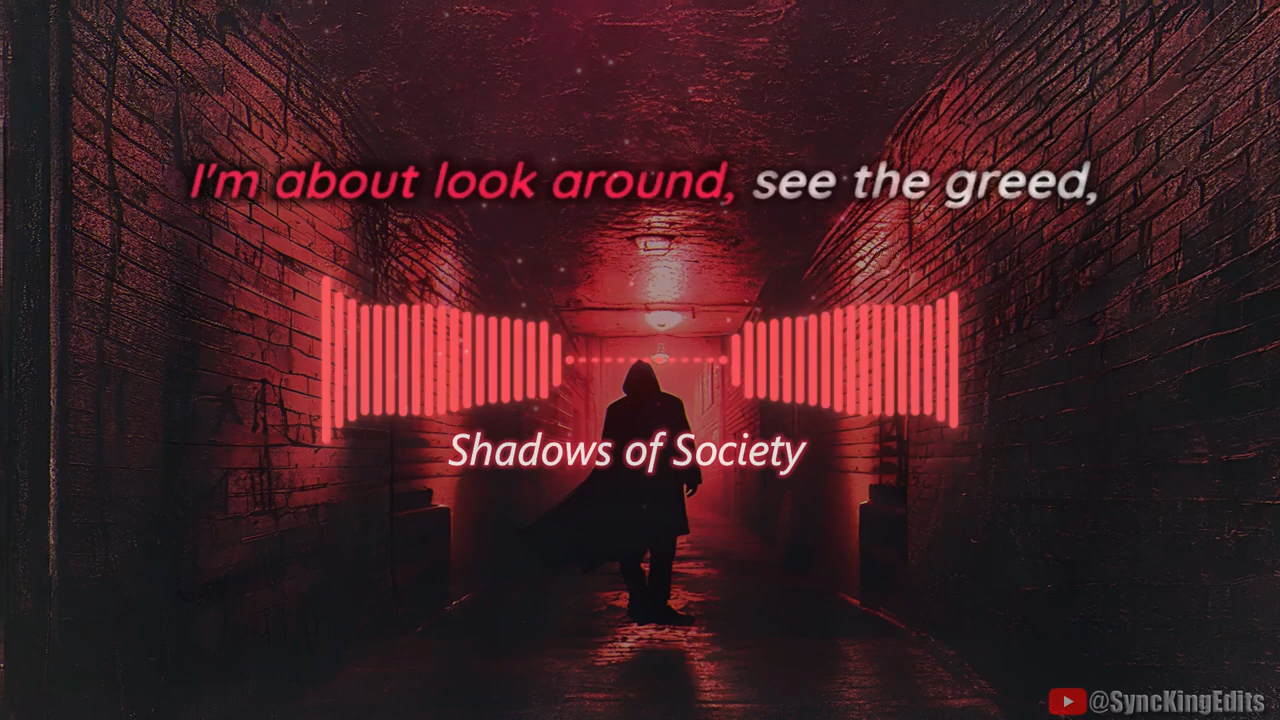 I'm about look around, see the greed,
Shadows of Society
@SyncKingEdits